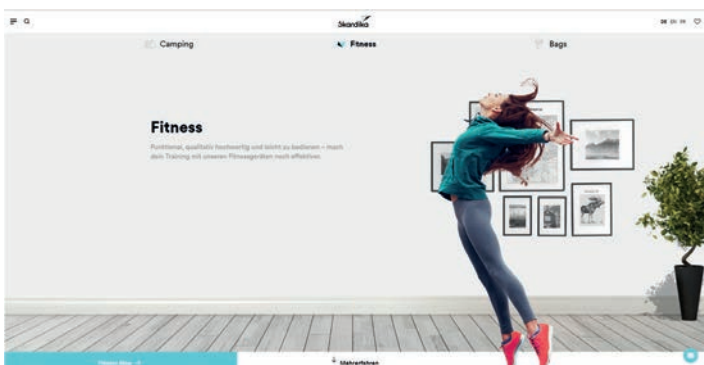 Skandika
DE EN FR
Camping
Fitness
Bags
Fitness
Funktional, qualitativ hochwertig und leicht zu bedienen – mach
dein Training mit unseren Fitnessgeräten noch effektiver.
Mehr erfahren